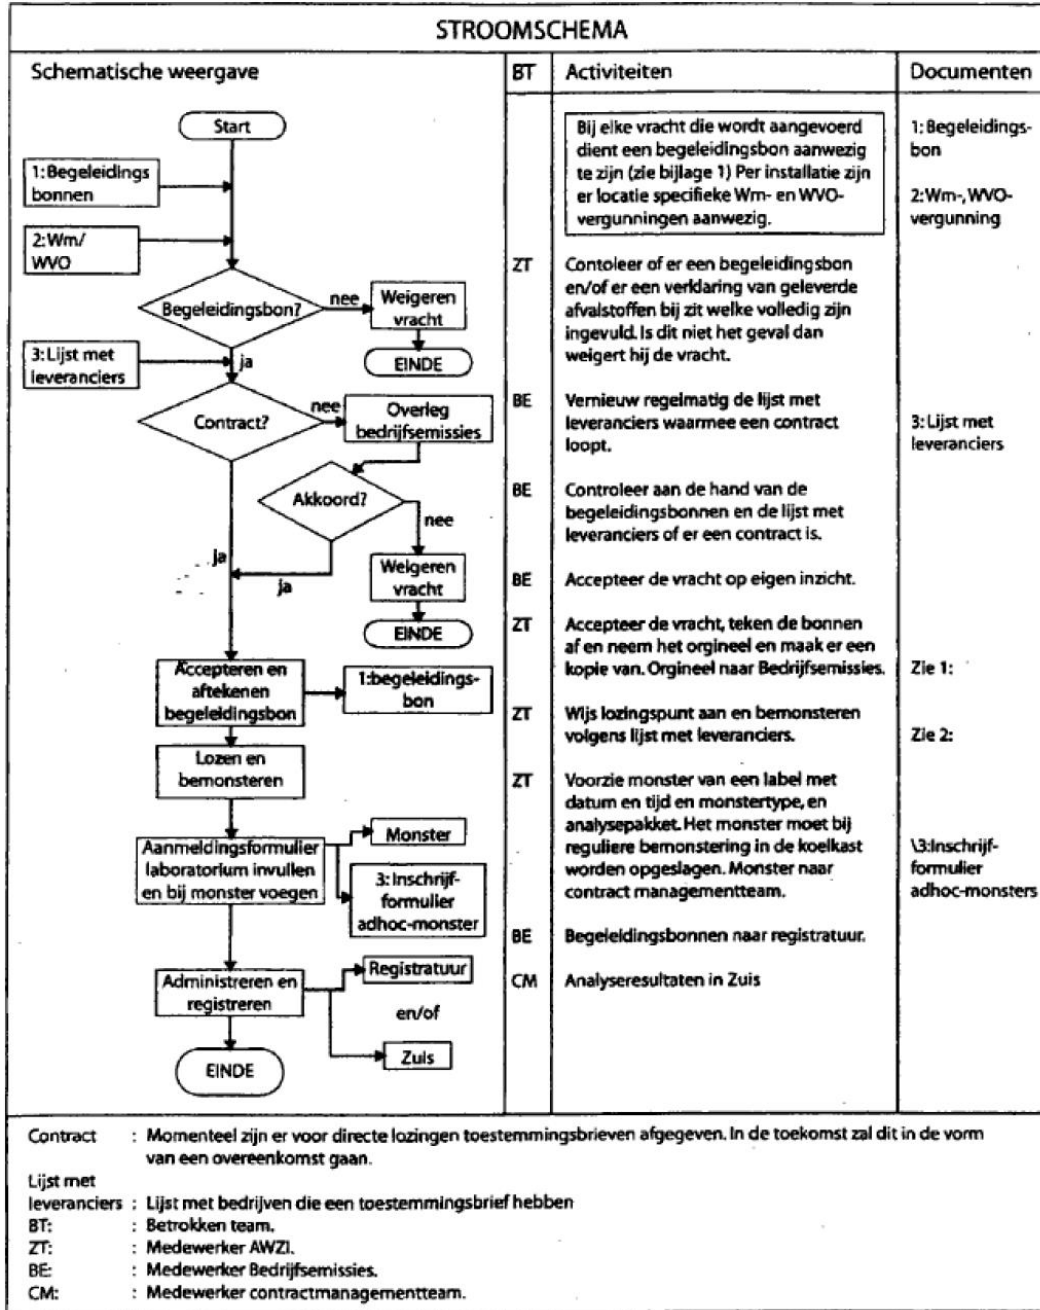 STROOMSCHEMA
Schematische weergave
Start
1:Begeleidings
bonnen
2:Wm/
WVO
Begeleidingsbon?
nee
Weigeren
vracht
EINDE
ja
3:Lijst met
leveranciers
Contract?
nee
Overleg
bedrijfsemissies
Akkoord?
nee
ja
ja
Weigeren
vracht
EINDE
Accepteren en
aftekenen
begeleidingsbon
1:begeleidings-
bon
Lozen en
bemonsteren
Aanmeldingsformulier
laboratorium invullen
en bij monster voegen
Monster
3:Inschrijf-
formulier
adhoc-monster
Administreren en
registreren
Registratuur
en/of
Zuis
EINDE
BT
Activiteiten
Documenten
Bij elke vracht die wordt aangevoerd
dient een begeleidingsbon aanwezig
te zijn (zie bijlage 1) Per installatie zijn
er locatie specifieke Wm- en WVO-
vergunningen aanwezig.
1:Begeleidings-
bon
2:Wm-,WVO-
vergunning
ZT
Contoleer of er een begeleidingsbon
en/of er een verklaring van geleverde
afvalstoffen bij zit welke volledig zijn
ingevuld. Is dit niet het geval dan
weigert hij de vracht.
BE
Vernieuw regelmatig de lijst met
leveranciers waarmee een contract
loopt.
3:Lijst met
leveranciers
BE
Controleer aan de hand van de
begeleidingsbonnen en de lijst met
leveranciers of er een contract is.
BE
Accepteer de vracht op eigen inzicht.
ZT
Accepteer de vracht, teken de bonnen
af en neem het orgineel en maak er een
kopie van. Orgineel naar Bedrijfsemissies.
Zie 1:
ZT
Wijs lozingspunt aan en bemonsteren
volgens lijst met leveranciers.
Zie 2:
ZT
Voorzie monster van een label met
datum en tijd en monstertype, en
analysepakket. Het monster moet bij
reguliere bemonstering in de koelkast
worden opgeslagen. Monster naar
contract managementteam.
\3:Inschrijf-
formulier
adhoc-monsters
BE
Begeleidingsbonnen naar registratuur.
CM
Analyseresultaten in Zuis
Contract : Momenteel zijn er voor directe lozingen toestemmingsbrieven afgegeven. In de toekomst zal dit in de vorm
van een overeenkomst gaan.
Lijst met
leveranciers : Lijst met bedrijven die een toestemmingsbrief hebben
BT: : Betrokken team.
ZT: : Medewerker AWZI.
BE: : Medewerker Bedrijfsemissies.
CM: : Medewerker contractmanagementteam.